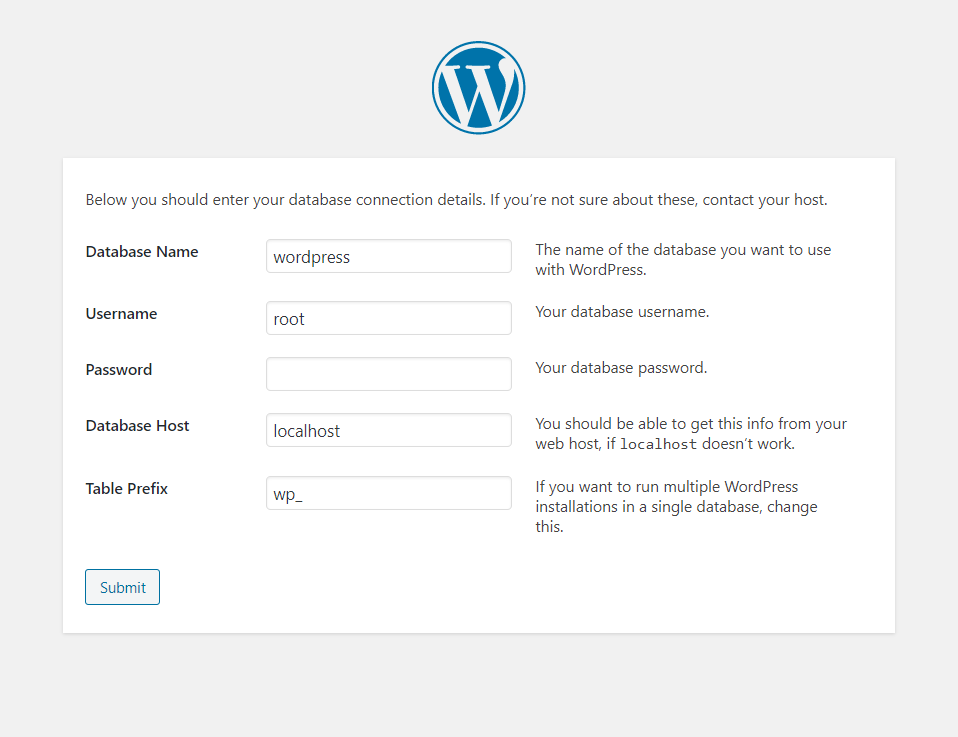 Below you should enter your database connection details. If you’re not sure about these, contact your host.
Database Name
wordpress
The name of the database you want to use
with WordPress.
Username
root
Your database username.
Password
Your database password.
Database Host
localhost
You should be able to get this info from your
web host, if localhost doesn’t work.
Table Prefix
wp_
If you want to run multiple WordPress
installations in a single database, change
this.
Submit